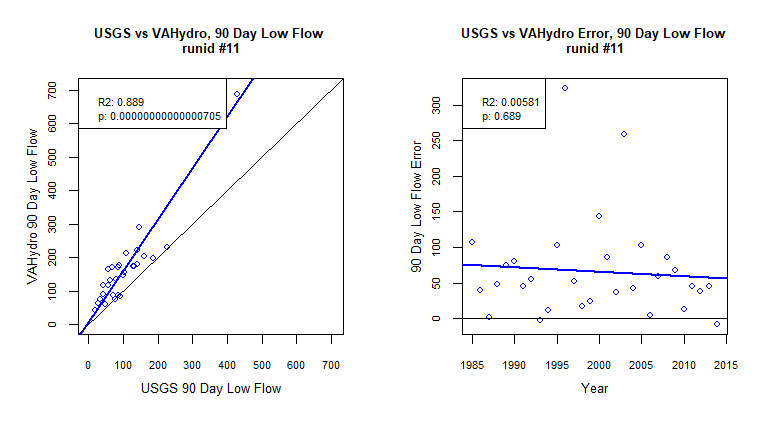 USGS vs VAHydro, 90 Day Low Flow
runid #11
R2: 0.889
p: 0.00000000000000705
VAHydro 90 Day Low Flow
700
600
500
400
300
200
100
0
0 100 200 300 400 500 600 700
USGS 90 Day Low Flow
USGS vs VAHydro Error, 90 Day Low Flow
runid #11
R2: 0.00581
p: 0.689
90 Day Low Flow Error
300
250
200
150
100
50
0
1985 1990 1995 2000 2005 2010 2015
Year